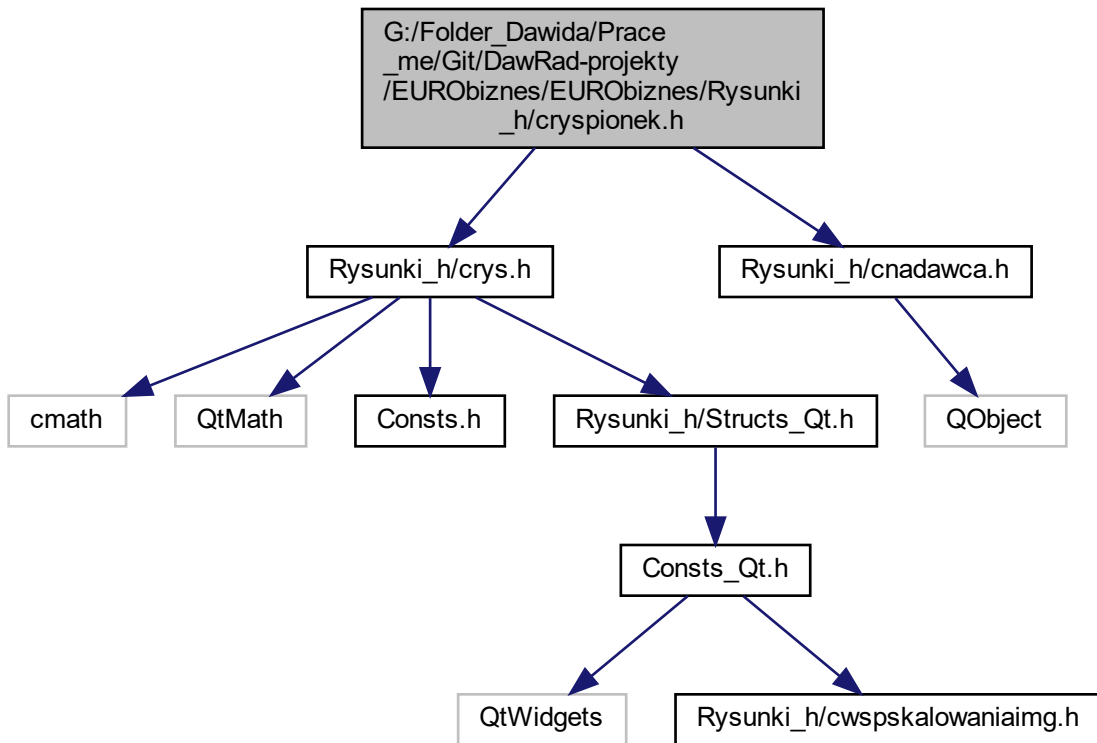 G:/Folder_Dawida/Prace
_me/Git/DawRad-projekty
/EURObiznes/EURObiznes/Rysunki
_h/cryspionek.h
Rysunki_h/crys.h
Rysunki_h/cnadawca.h
cmath
QtMath
Consts.h
Rysunki_h/Structs_Qt.h
QObject
Consts_Qt.h
QtWidgets
Rysunki_h/cwspskalowaniaimg.h